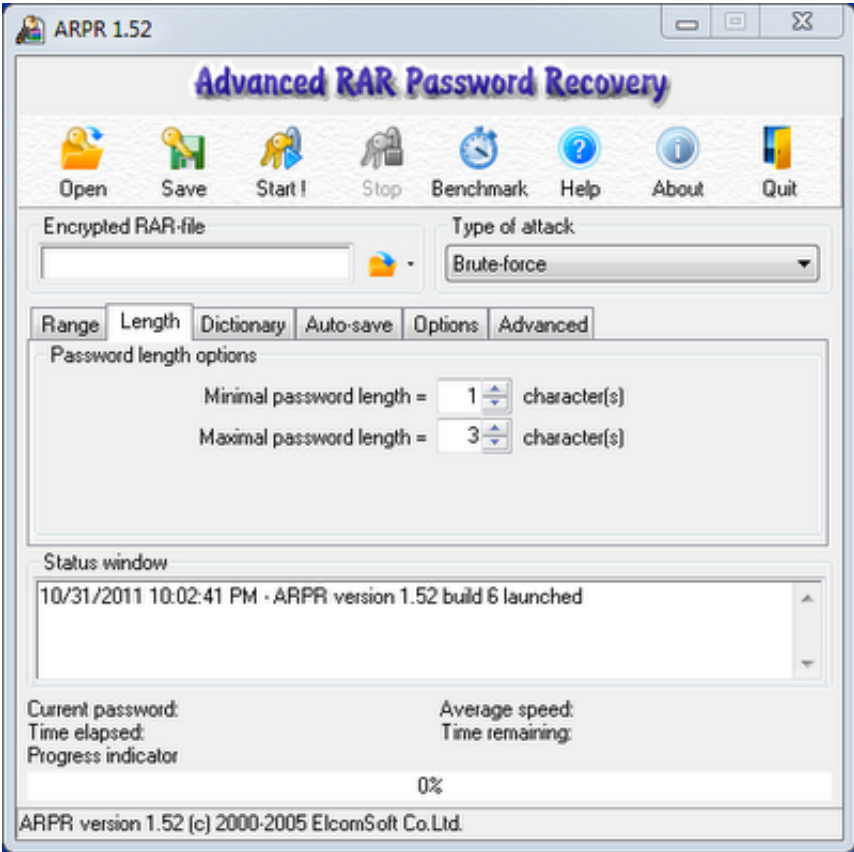 ARPR 1.52
Advanced RAR Password Recovery
Open Save Start! Stop Benchmark Help About Quit
Encrypted RAR-file Type of attack
Brute-force
Range Length Dictionary Auto-save Options Advanced
Password length options
Minimal password length = 1 character(s)
Maximal password length = 3 character(s)
Status window
10/31/2011 10:02:41 PM - ARPR version 1.52 build 6 launched
Current password: Average speed:
Time elapsed: Time remaining:
Progress indicator
0%
ARPR version 1.52 (c) 2000-2005 ElcomSoft Co.Ltd.